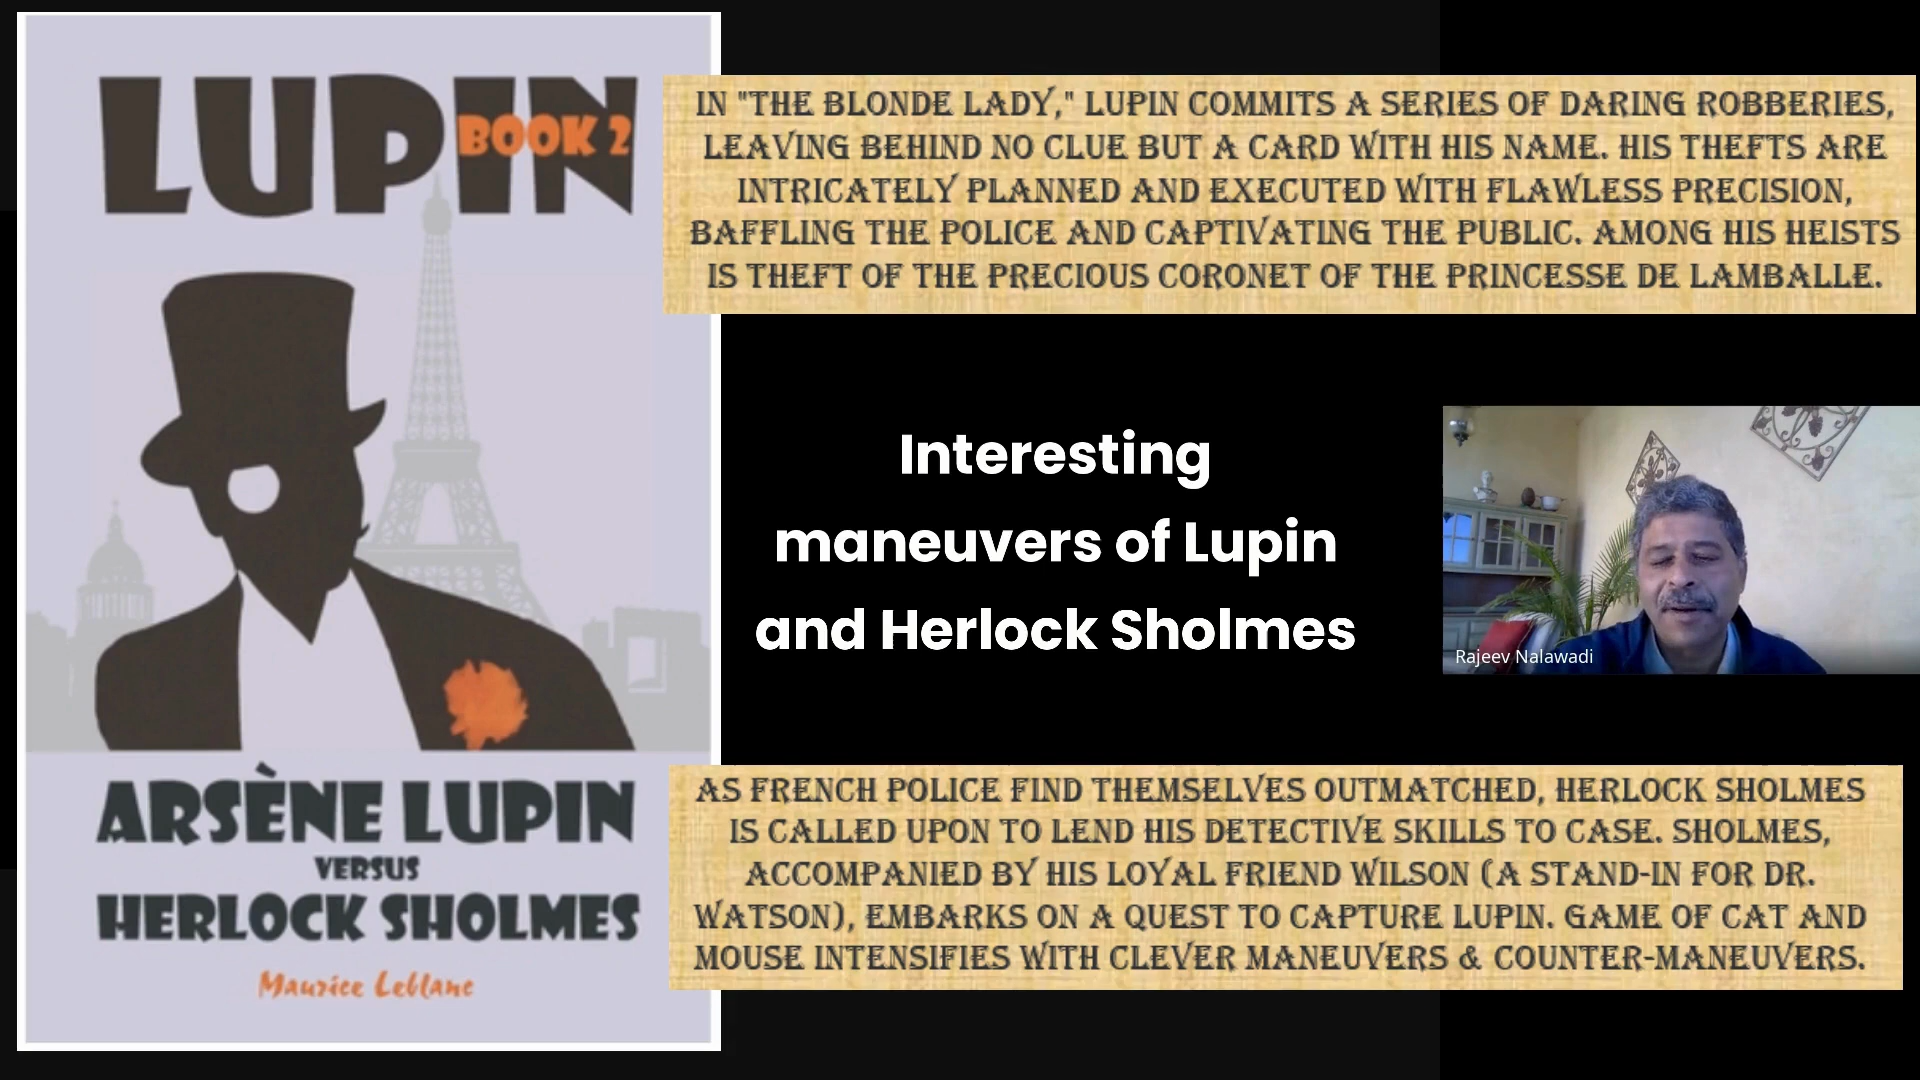 LUPIN
BOOK 2
ARSÈNE LUPIN
VERSUS
HERLOCK SHOLMES
Maurice Leblanc
IN "THE BLONDE LADY," LUPIN COMMITS A SERIES OF DARING ROBBERIES,
LEAVING BEHIND NO CLUE BUT A CARD WITH HIS NAME. HIS THEFTS ARE
INTRICATELY PLANNED AND EXECUTED WITH FLAWLESS PRECISION,
BAFFLING THE POLICE AND CAPTIVATING THE PUBLIC. AMONG HIS HEISTS
IS THEFT OF THE PRECIOUS CORONET OF THE PRINCESSE DE LAMBALLE.
Interesting
maneuvers of Lupin
and Herlock Sholmes
Rajeev Nalawadi
AS FRENCH POLICE FIND THEMSELVES OUTMATCHED, HERLOCK SHOLMES
IS CALLED UPON TO LEND HIS DETECTIVE SKILLS TO CASE. SHOLMES,
ACCOMPANIED BY HIS LOYAL FRIEND WILSON (A STAND-IN FOR DR.
WATSON), EMBARKS ON A QUEST TO CAPTURE LUPIN. GAME OF CAT AND
MOUSE INTENSIFIES WITH CLEVER MANEUVERS & COUNTER-MANEUVERS.